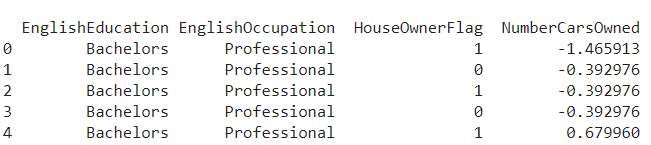 EnglishEducation EnglishOccupation HouseOwnerFlag NumberCarsOwned
0 Bachelors Professional 1 -1.465913
1 Bachelors Professional 0 -0.392976
2 Bachelors Professional 1 -0.392976
3 Bachelors Professional 0 -0.392976
4 Bachelors Professional 1 0.679960